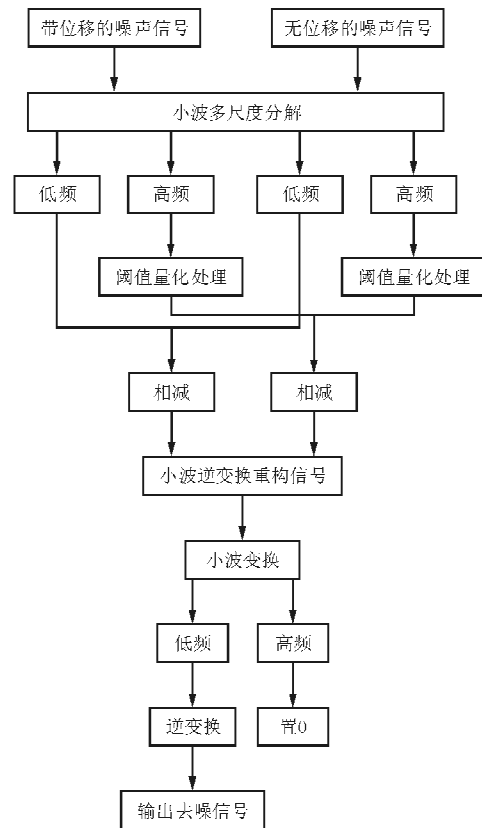 带位移的噪声信号
无位移的噪声信号
小波多尺度分解
低频
高频
低频
高频
阈值量化处理
阈值量化处理
相减
相减
小波逆变换重构信号
小波变换
低频
高频
逆变换
置0
输出去噪信号